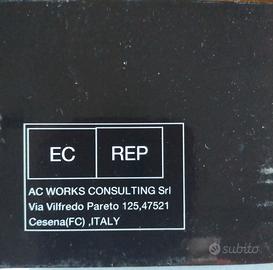 EC REP
AC WORKS CONSULTING Srl
Via Vilfredo Pareto 125,47521
Cesena(FC) ,ITALY
subito